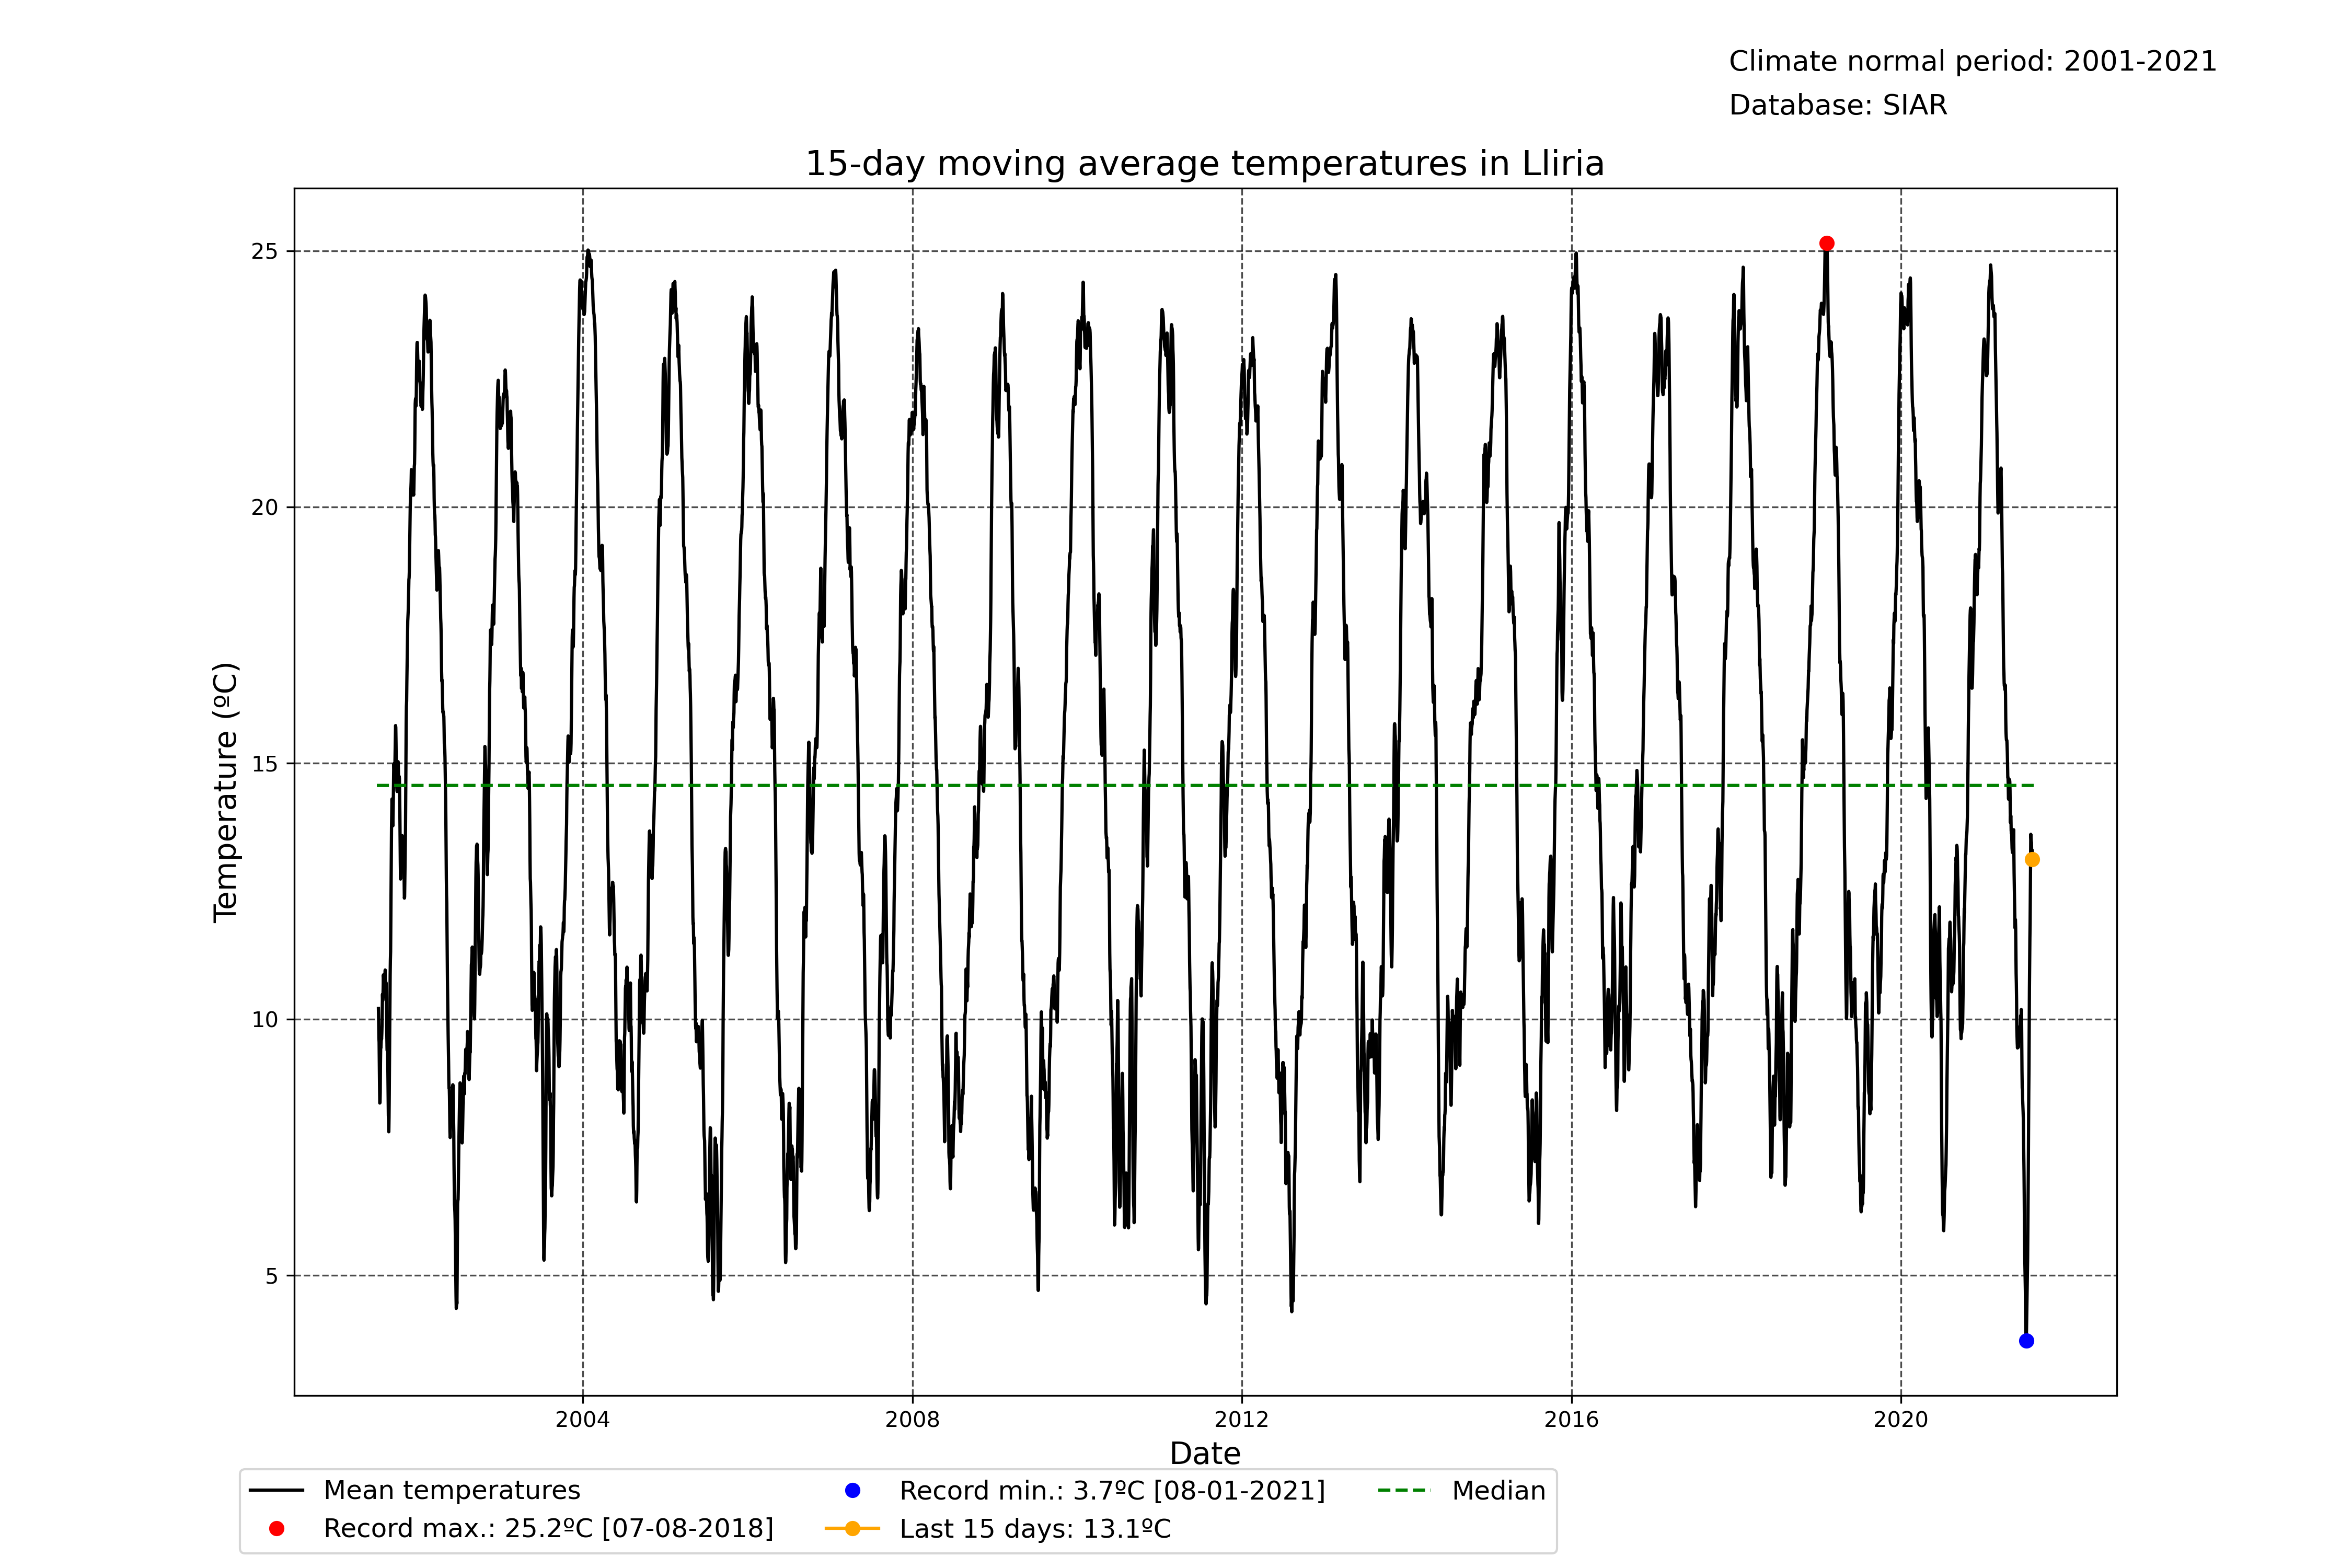 Climate normal period: 2001-2021
Database: SIAR
15-day moving average temperatures in Lliria
25
20
15
10
5
Temperature (ºC)
2004 2008 2012 2016 2020
Date
Mean temperatures
Record max.: 25.2ºC [07-08-2018]
Record min.: 3.7ºC [08-01-2021]
Last 15 days: 13.1ºC
Median